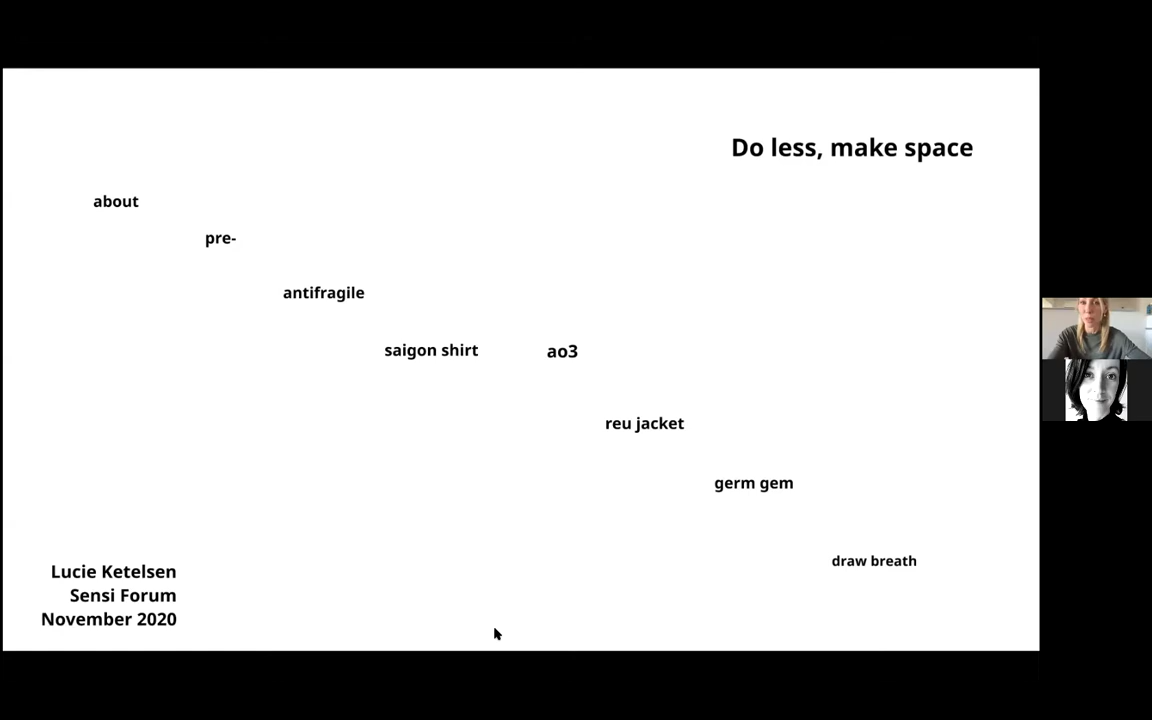 Do less, make space
about
pre-
antifragile
saigon shirt
ao3
reu jacket
germ gem
draw breath
Lucie Ketelsen
Sensi Forum
November 2020